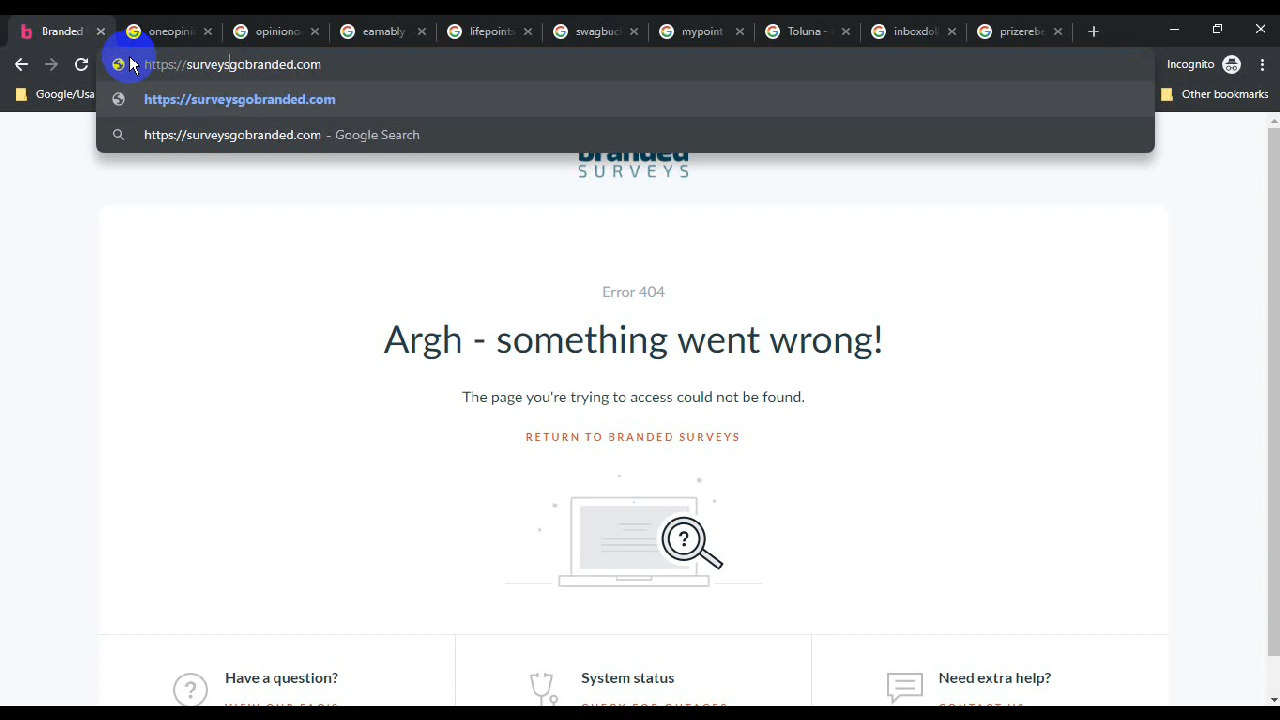 Branded
oneopini
opiniono
earnably
lifepoints
swagbuc
mypoint
Toluna -
inboxdoll
prizerebe
https://surveysgobranded.com
Incognito
Google/Usa
https://surveysgobranded.com
Other bookmarks
https://surveysgobranded.com - Google Search
Branded
SURVEYS
Error 404
Argh - something went wrong!
The page you're trying to access could not be found.
RETURN TO BRANDED SURVEYS
?
? Have a question?
VIEW OUR FAQS
System status
CHECK FOR OUTAGES
Need extra help?
CONTACT US